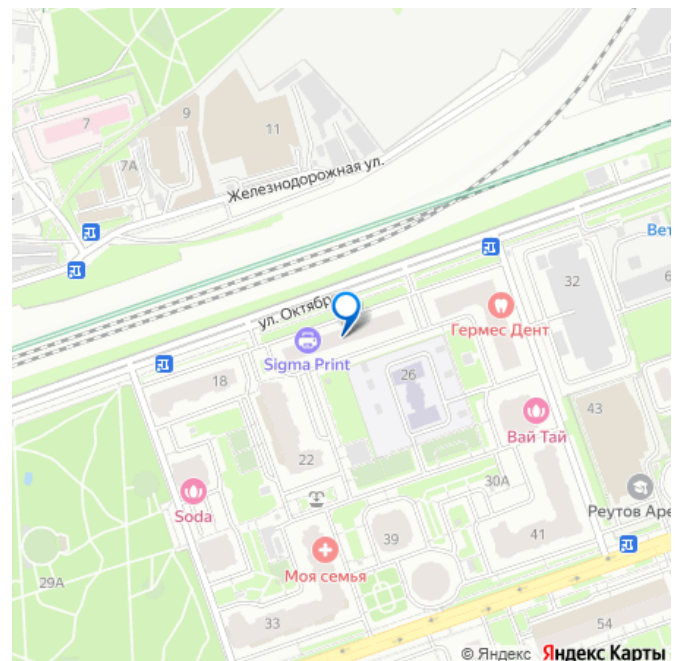 7
9
11
7А
Железнодорожная ул.
Вет
6
32
ул. Октябр
Гермес Дент
Sigma Print
18
26
43
Вай Тай
22
30А
Soda
Реутов Аре
39
41
Моя семья
29А
33
54
© Яндекс Яндекс Карты